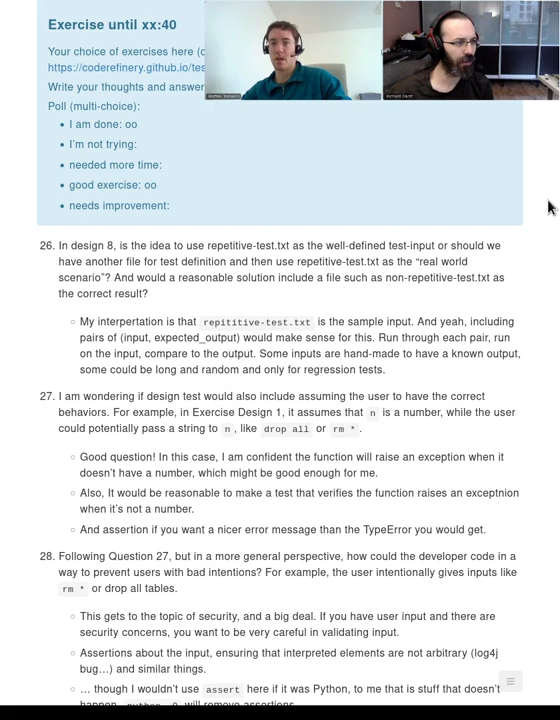 Exercise until xx:40
Your choice of exercises here (
https://coderefinery.github.io/tes
Write your thoughts and answer
Poll (multi-choice):
• I am done: oo
• I'm not trying:
• needed more time:
• good exercise: oo
• needs improvement:
26. In design 8, is the idea to use repetitive-test.txt as the well-defined test-input or should we
have another file for test definition and then use repetitive-test.txt as the “real world
scenario”? And would a reasonable solution include a file such as non-repetitive-test.txt as
the correct result?
○ My interpertation is that repititive-test.txt is the sample input. And yeah, including
pairs of (input, expected_output) would make sense for this. Run through each pair, run
on the input, compare to the output. Some inputs are hand-made to have a known output,
some could be long and random and only for regression tests.
27. I am wondering if design test would also include assuming the user to have the correct
behaviors. For example, in Exercise Design 1, it assumes that n is a number, while the user
could potentially pass a string to n, like drop all or rm *.
○ Good question! In this case, I am confident the function will raise an exception when it
doesn't have a number, which might be good enough for me.
○ Also, It would be reasonable to make a test that verifies the function raises an exceptnion
when it's not a number.
○ And assertion if you want a nicer error message than the TypeError you would get.
28. Following Question 27, but in a more general perspective, how could the developer code in a
way to prevent users with bad intentions? For example, the user intentionally gives inputs like
rm * or drop all tables.
○ This gets to the topic of security, and a big deal. If you have user input and there are
security concerns, you want to be very careful in validating input.
○ Assertions about the input, ensuring that interpreted elements are not arbitrary (log4j
bug…) and similar things.
○ … though I wouldn't use assert here if it was Python, to me that is stuff that doesn't
happen. python -o will remove assertions